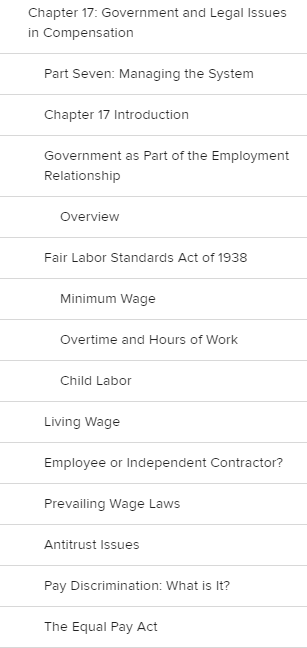 Chapter 17: Government and Legal Issues
in Compensation
Part Seven: Managing the System
Chapter 17 Introduction
Government as Part of the Employment
Relationship
Overview
Fair Labor Standards Act of 1938
Minimum Wage
Overtime and Hours of Work
Child Labor
Living Wage
Employee or Independent Contractor?
Prevailing Wage Laws
Antitrust Issues
Pay Discrimination: What is It?
The Equal Pay Act